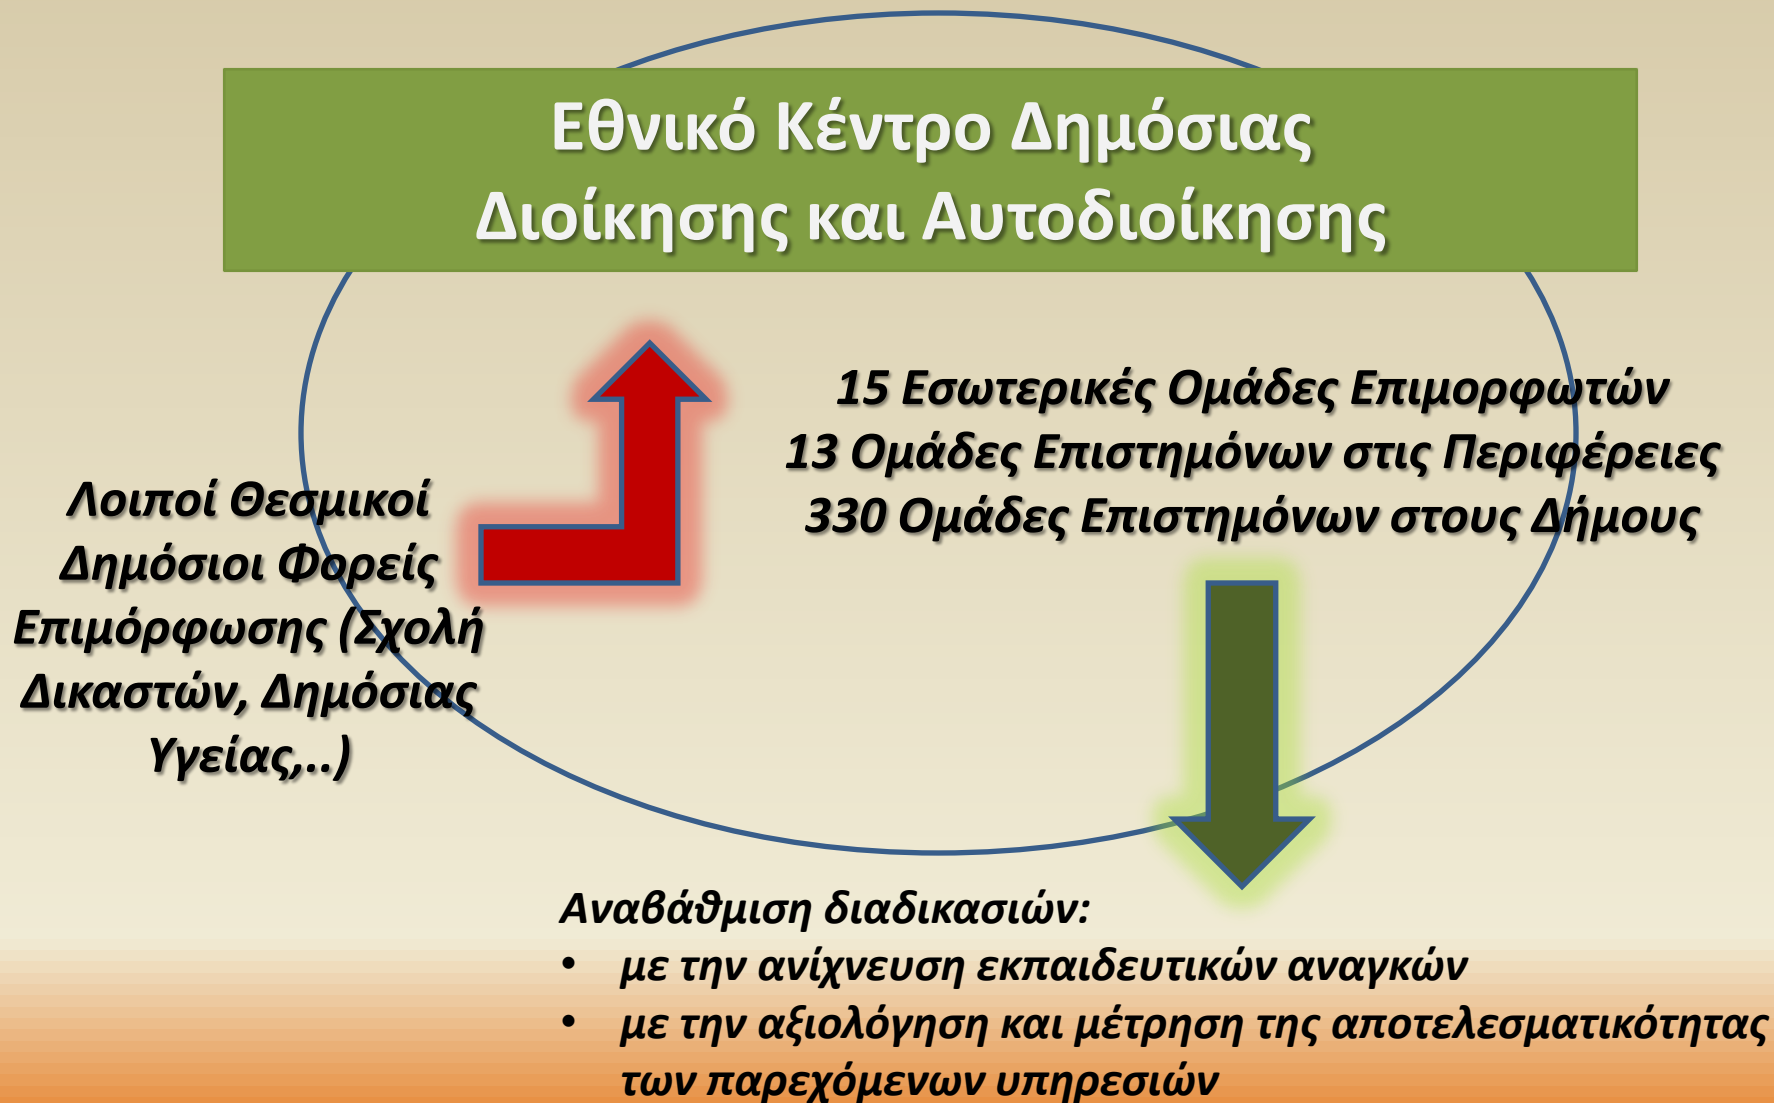 Εθνικό Κέντρο Δημόσιας
Διοίκησης και Αυτοδιοίκησης
15 Εσωτερικές Ομάδες Επιμορφωτών
13 Ομάδες Επιστημόνων στις Περιφέρειες
330 Ομάδες Επιστημόνων στους Δήμους
Λοιποί Θεσμικοί
Δημόσιοι Φορείς
Επιμόρφωσης (Σχολή
Δικαστών, Δημόσιας
Υγείας,..)
Αναβάθμιση διαδικασιών:
• με την ανίχνευση εκπαιδευτικών αναγκών
• με την αξιολόγηση και μέτρηση της αποτελεσματικότητας
των παρεχόμενων υπηρεσιών